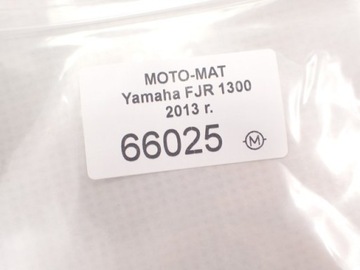 MOTO-MAT
Yamaha FJR 1300
2013 r.
66025 M